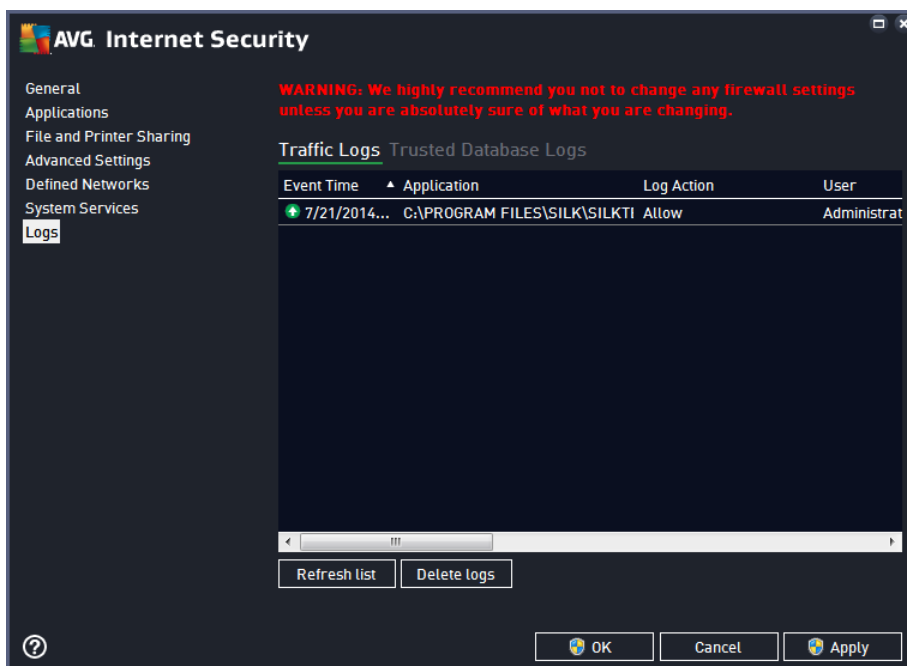 AVG Internet Security
General
Applications
File and Printer Sharing
Advanced Settings
Defined Networks
System Services
Logs
WARNING: We highly recommend you not to change any firewall settings
unless you are absolutely sure of what you are changing.
Traffic Logs Trusted Database Logs
Event Time Application Log Action User
7/21/2014... C:\PROGRAM FILES\SILK\SILKTI Allow Administrat
Refresh list Delete logs
OK Cancel Apply